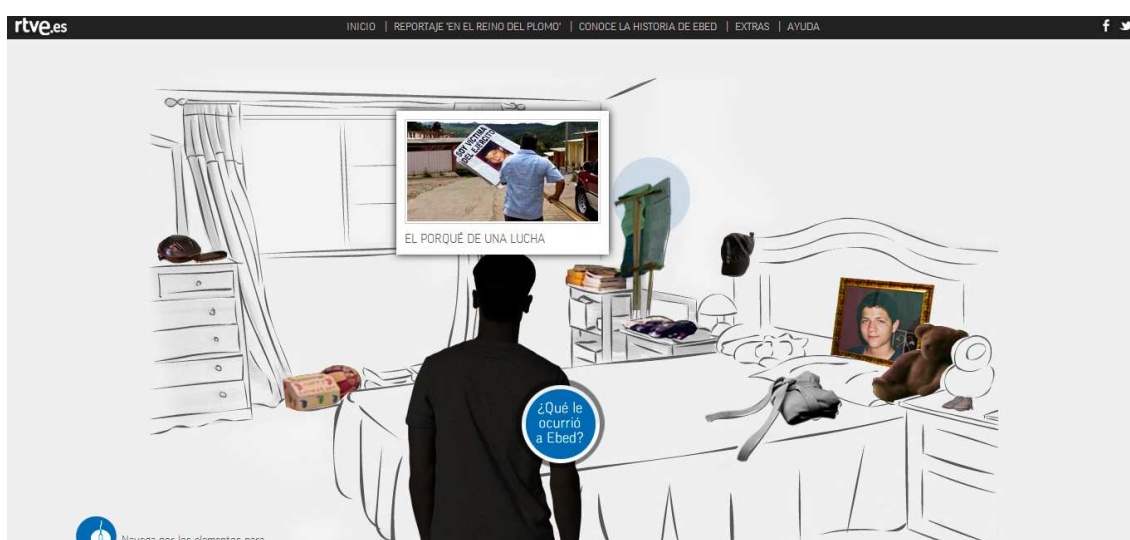 rtve.es
INICIO | REPORTAJE 'EN EL REINO DEL PLOMO' | CONOCE LA HISTORIA DE EBED | EXTRAS | AYUDA
SOY VÍCTIMA
DEL EJÉRCITO
EL PORQUÉ DE UNA LUCHA
¿Qué le
ocurrió
a Ebed?
Navega por los elementos para